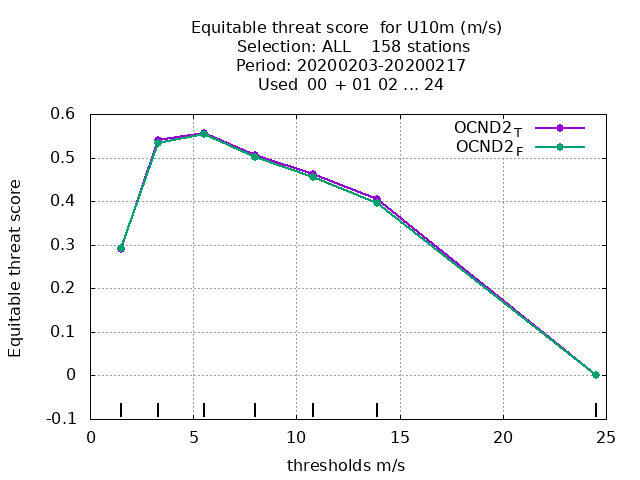 Equitable threat score  for U10m (m/s)
Selection: ALL    158 stations
Period: 20200203-20200217
Used  00 + 01 02 ... 24
OCND2_T
OCND2_F
Equitable threat score
0.6
0.5
0.4
0.3
0.2
0.1
0
-0.1
0 5 10 15 20 25
thresholds m/s